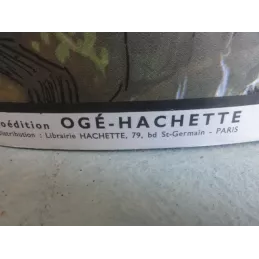 oédition OGÉ-HACHETTE
Distribution : Librairie HACHETTE, 79, bd St-Germain - PARIS